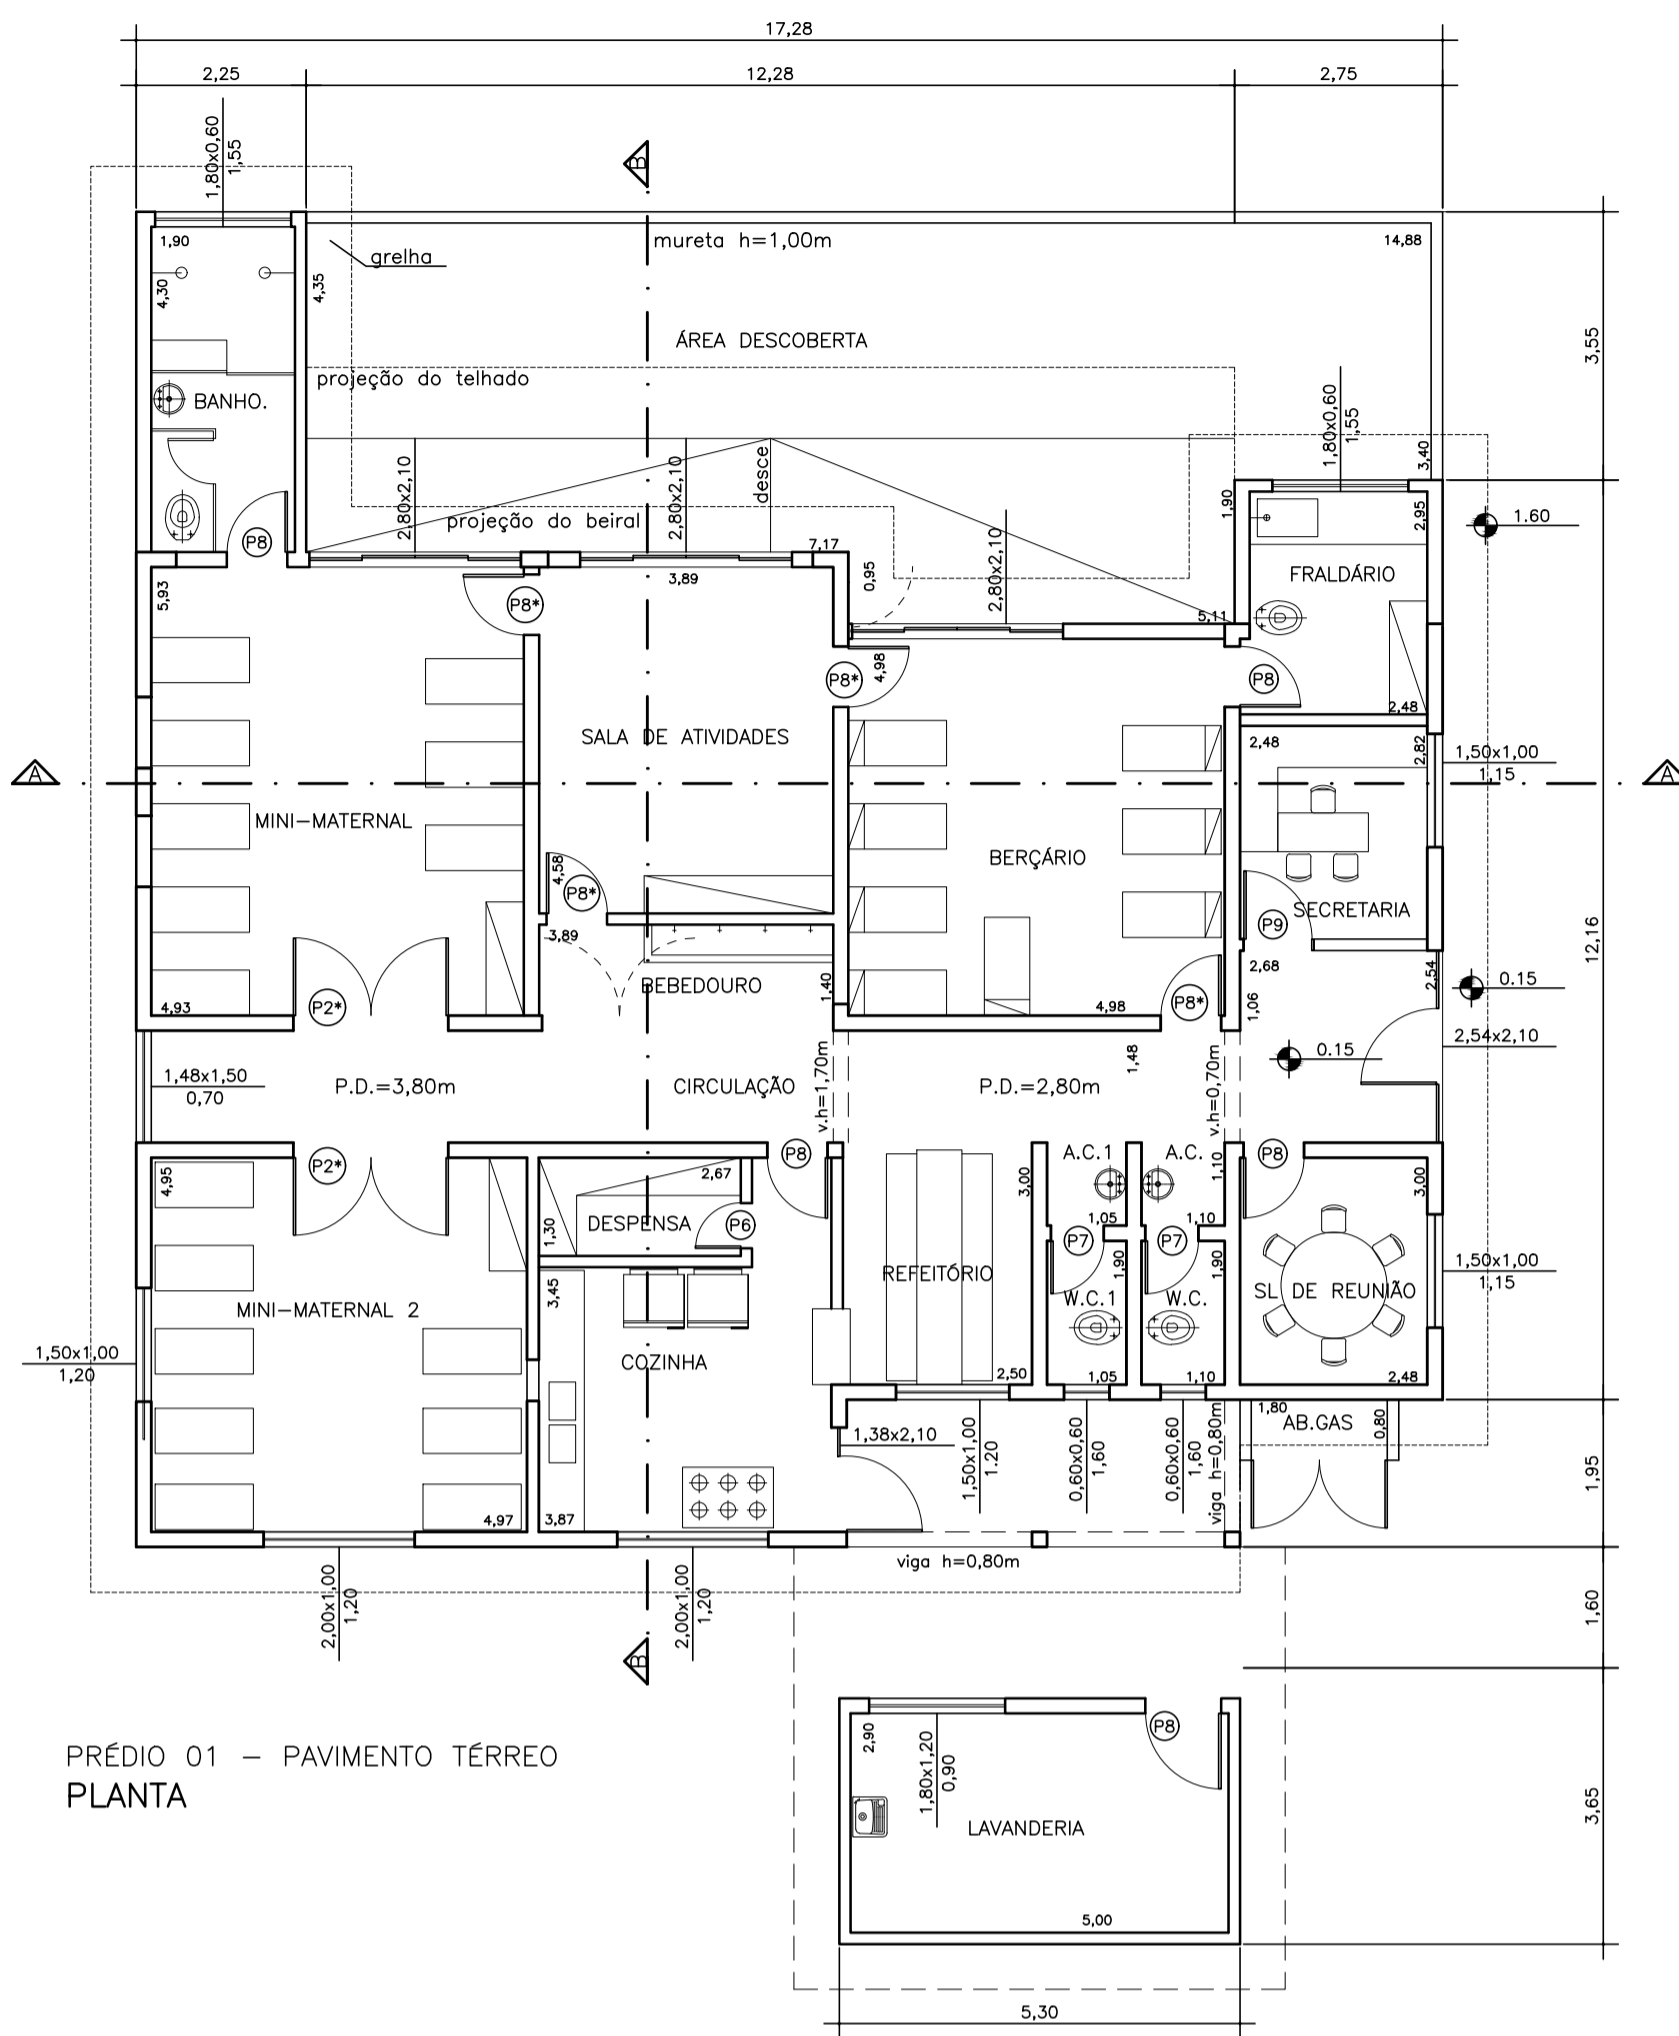 17,28
2,25
12,28
2,75
1,80x0,60
1,55
B
1,90
grelha
mureta h=1,00m
14,88
4,30
4,35
ÁREA DESCOBERTA
3,55
projeção do telhado
BANHO.
1,80x0,60
1,55
3,40
2,80x2,10
2,80x2,10
desce
1,90
2,95
1.60
projeção do beiral
P8
7,17
2,80x2,10
5,93
3,89
0,95
FRALDÁRIO
P8*
5,11
P8*
4,98
P8
2,48
SALA DE ATIVIDADES
2,48
2,82
1,50x1,00
1,15
A
A
MINI-MATERNAL
BERÇÁRIO
4,58
P8*
SECRETARIA
P9
3,89
12,16
2,68
2,54
BEBEDOURO
1,40
0.15
4,93
P2*
4,98
P8*
1,06
2,54x2,10
0.15
1,48
1,48x1,50
0,70
P.D.=3,80m
CIRCULAÇÃO
v.h=1,70m
P.D.=2,80m
v.h=0,70m
P2*
P8
A.C.1
A.C.
1,10
P8
4,95
2,67
3,00
3,00
DESPENSA
1,30
P6
1,05
1,10
P7
P7
1,90
1,90
REFEITÓRIO
1,50x1,00
1,15
3,45
MINI-MATERNAL 2
W.C.1
W.C.
SL DE REUNIÃO
1,50x1,00
1,20
COZINHA
2,50
1,05
1,10
2,48
1,80
AB.GAS
0,80
1,38x2,10
1,50x1,00
1.20
0,60x0,60
1,60
0,60x0,60
1,60
viga h=0,80m
1,95
4,97
3,87
viga h=0,80m
2,00x1,00
1,20
2,00x1,00
1,20
1,60
B
2,90
P8
PRÉDIO 01 – PAVIMENTO TÉRREO
PLANTA
1,80x1,20
0,90
LAVANDERIA
3,65
5,00
5,30